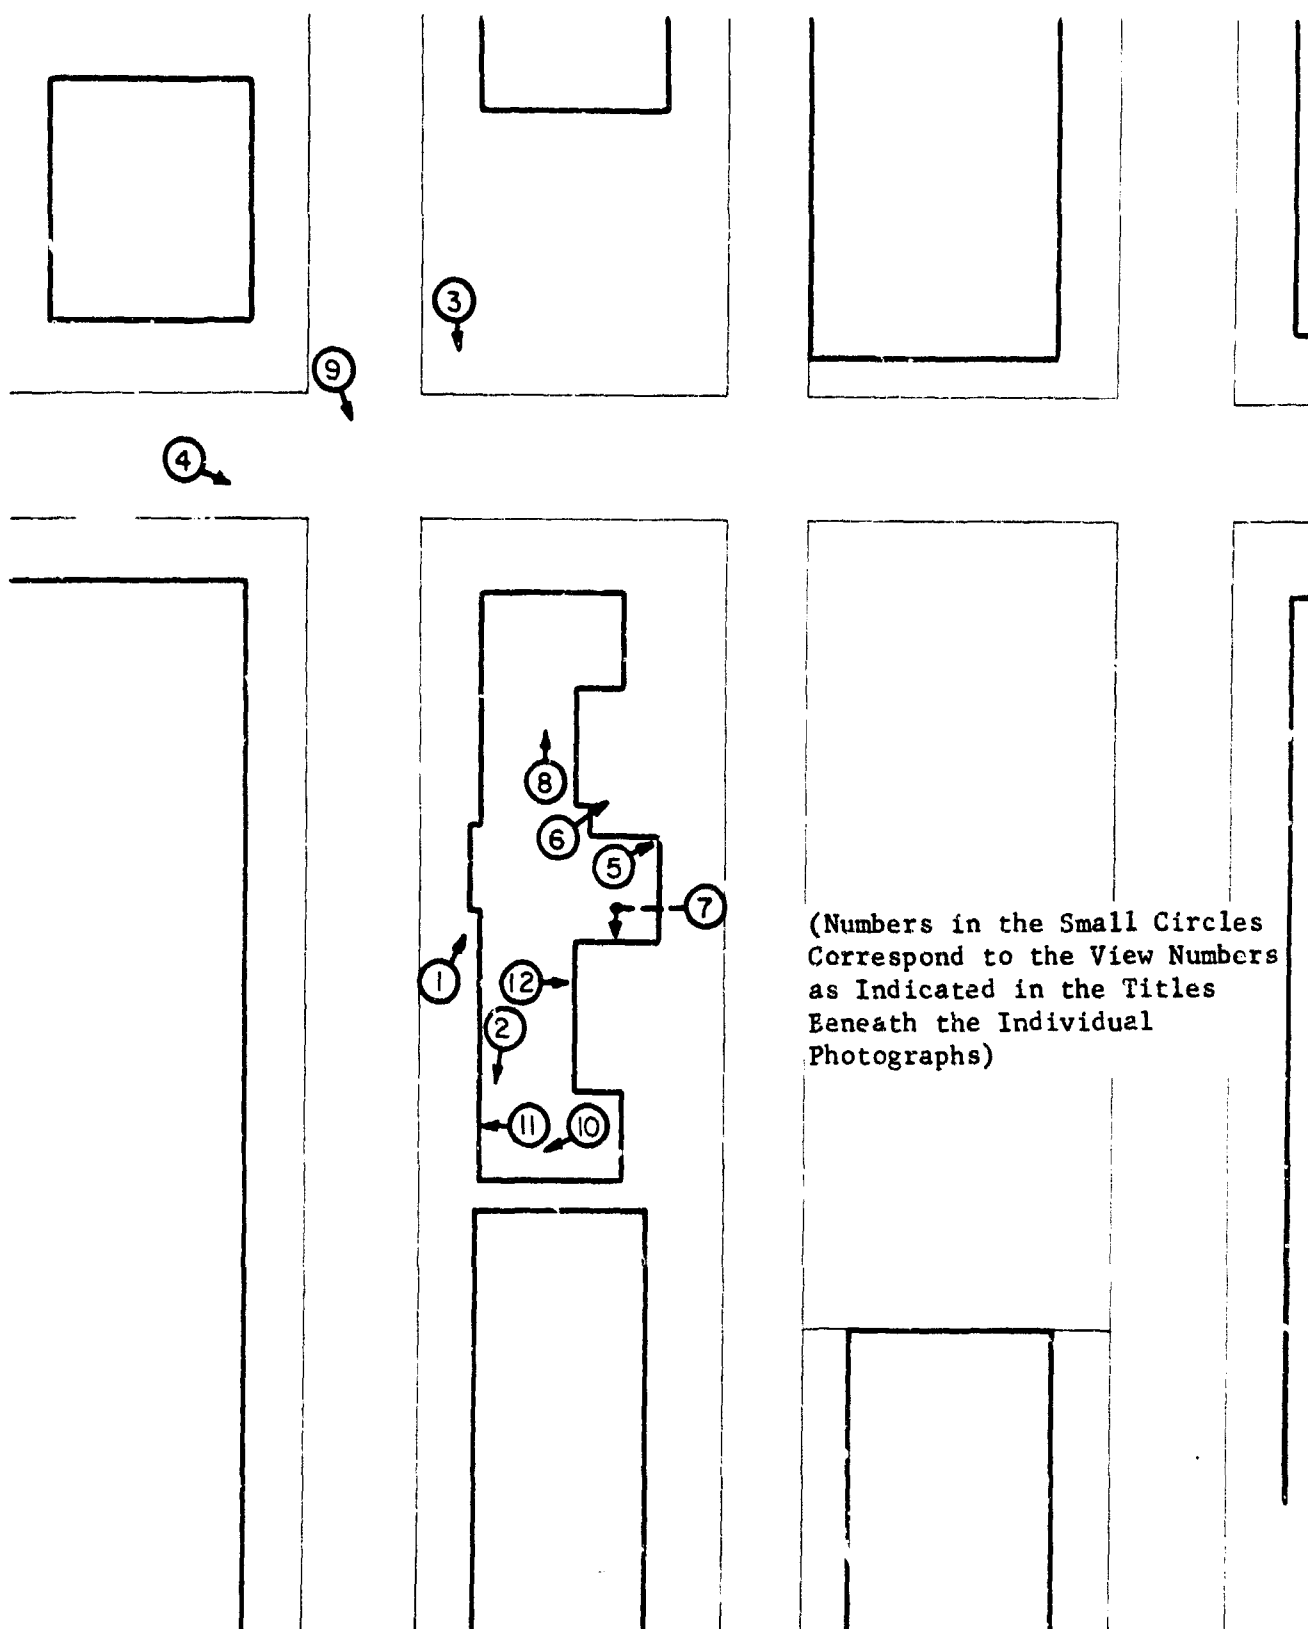 3
9
4
8
6
5
7
(Numbers in the Small Circles
Correspond to the View Numbers
as Indicated in the Titles
Eeneath the Individual
Photographs)
1
12
2
11
10